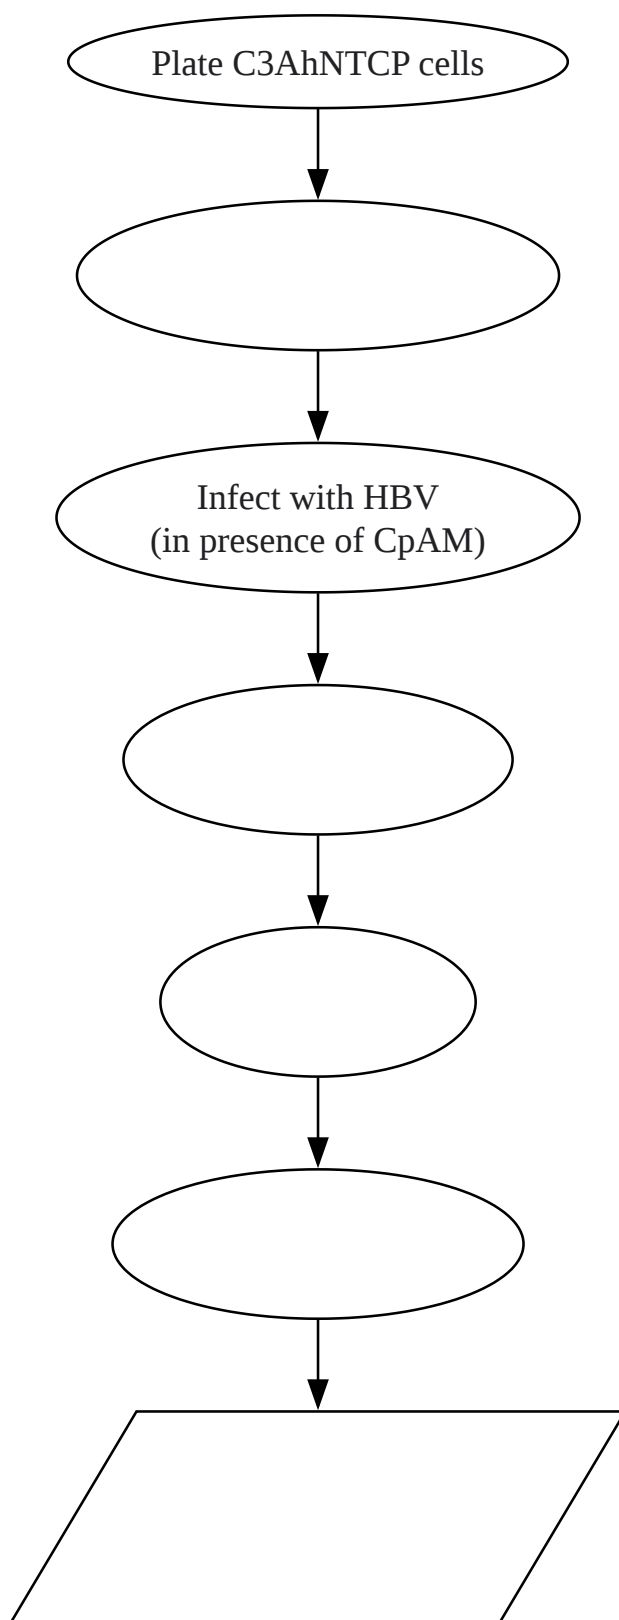 Plate C3AhNTCP cells
Infect with HBV
(in presence of CpAM)